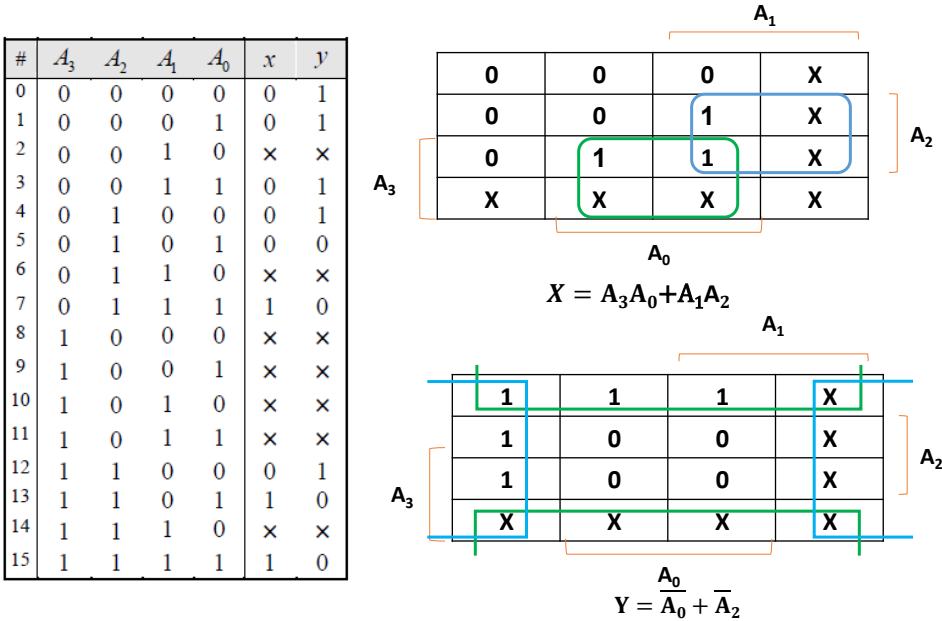 # A₃ A₂ A₁ A₀ x y
0 0 0 0 0 0 1
1 0 0 0 1 0 1
2 0 0 1 0 × ×
3 0 0 1 1 0 1
4 0 1 0 0 0 1
5 0 1 0 1 0 0
6 0 1 1 0 × ×
7 0 1 1 1 1 0
8 1 0 0 0 × ×
9 1 0 0 1 × ×
10 1 0 1 0 × ×
11 1 0 1 1 × ×
12 1 1 0 0 0 1
13 1 1 0 1 1 0
14 1 1 1 0 × ×
15 1 1 1 1 1 0
A₁
0 0 0 X
0 0 1 X
A₂
0 1 1 X
A₃
X X X X
A₀
X = A₃A₀+A₁A₂
A₁
1 1 1 X
1 0 0 X
A₂
1 0 0 X
A₃
X X X X
A₀
Y = A̅₀ + A̅₂